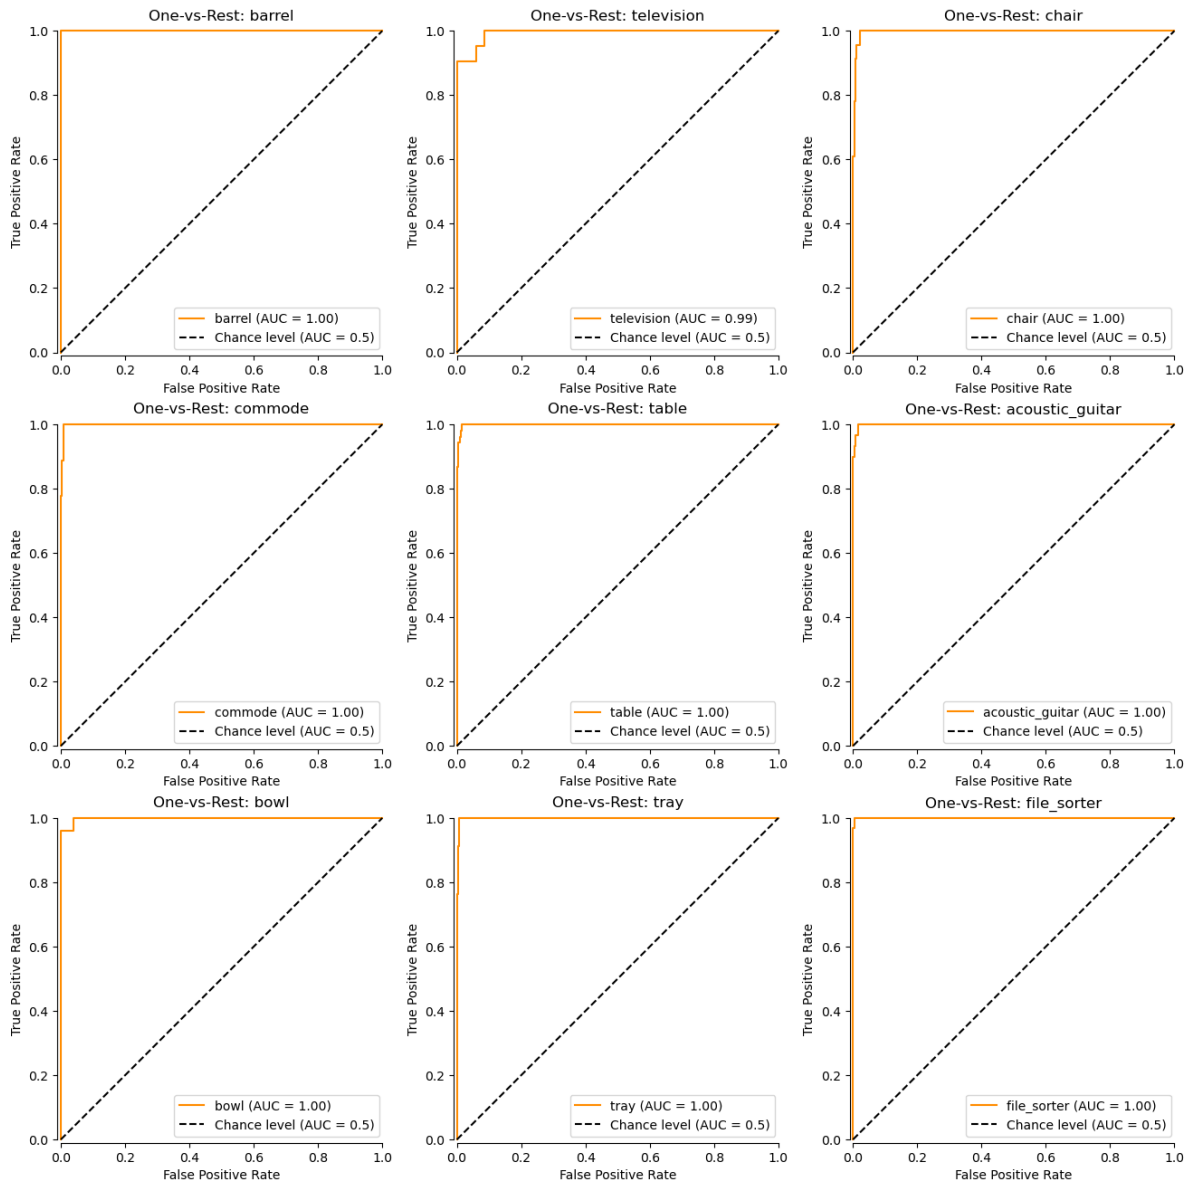 One-vs-Rest: barrel
1.0
0.8
0.6
0.4
0.2
0.0
True Positive Rate
barrel (AUC = 1.00)
Chance level (AUC = 0.5)
0.0 0.2 0.4 0.6 0.8 1.0
False Positive Rate
One-vs-Rest: television
1.0
0.8
0.6
0.4
0.2
0.0
True Positive Rate
television (AUC = 0.99)
Chance level (AUC = 0.5)
0.0 0.2 0.4 0.6 0.8 1.0
False Positive Rate
One-vs-Rest: chair
1.0
0.8
0.6
0.4
0.2
0.0
True Positive Rate
chair (AUC = 1.00)
Chance level (AUC = 0.5)
0.0 0.2 0.4 0.6 0.8 1.0
False Positive Rate
One-vs-Rest: commode
1.0
0.8
0.6
0.4
0.2
0.0
True Positive Rate
commode (AUC = 1.00)
Chance level (AUC = 0.5)
0.0 0.2 0.4 0.6 0.8 1.0
False Positive Rate
One-vs-Rest: table
1.0
0.8
0.6
0.4
0.2
0.0
True Positive Rate
table (AUC = 1.00)
Chance level (AUC = 0.5)
0.0 0.2 0.4 0.6 0.8 1.0
False Positive Rate
One-vs-Rest: acoustic_guitar
1.0
0.8
0.6
0.4
0.2
0.0
True Positive Rate
acoustic_guitar (AUC = 1.00)
Chance level (AUC = 0.5)
0.0 0.2 0.4 0.6 0.8 1.0
False Positive Rate
One-vs-Rest: bowl
1.0
0.8
0.6
0.4
0.2
0.0
True Positive Rate
bowl (AUC = 1.00)
Chance level (AUC = 0.5)
0.0 0.2 0.4 0.6 0.8 1.0
False Positive Rate
One-vs-Rest: tray
1.0
0.8
0.6
0.4
0.2
0.0
True Positive Rate
tray (AUC = 1.00)
Chance level (AUC = 0.5)
0.0 0.2 0.4 0.6 0.8 1.0
False Positive Rate
One-vs-Rest: file_sorter
1.0
0.8
0.6
0.4
0.2
0.0
True Positive Rate
file_sorter (AUC = 1.00)
Chance level (AUC = 0.5)
0.0 0.2 0.4 0.6 0.8 1.0
False Positive Rate